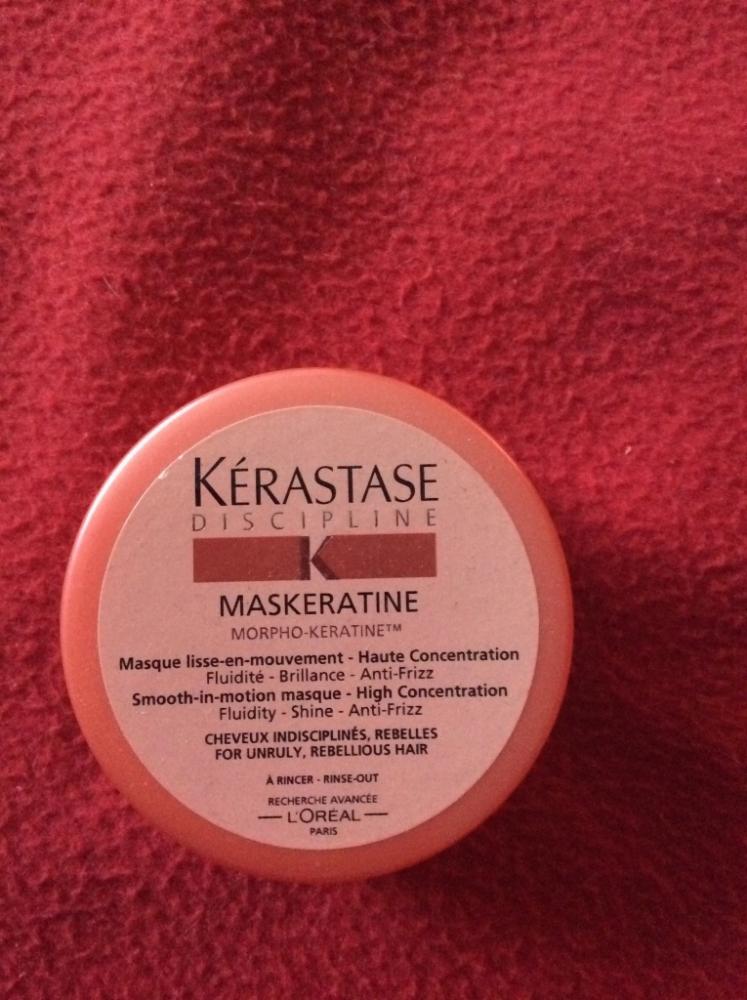 KÉRASTASE
DISCIPLINE
K
MASKERATINE
MORPHO-KERATINE™
Masque lisse-en-mouvement - Haute Concentration
Fluidité - Brillance - Anti-Frizz
Smooth-in-motion masque - High Concentration
Fluidity - Shine - Anti-Frizz
CHEVEUX INDISCIPLINÉS, REBELLES
FOR UNRULY, REBELLIOUS HAIR
À RINCER - RINSE-OUT
RECHERCHE AVANCÉE
L'ORÉAL
PARIS